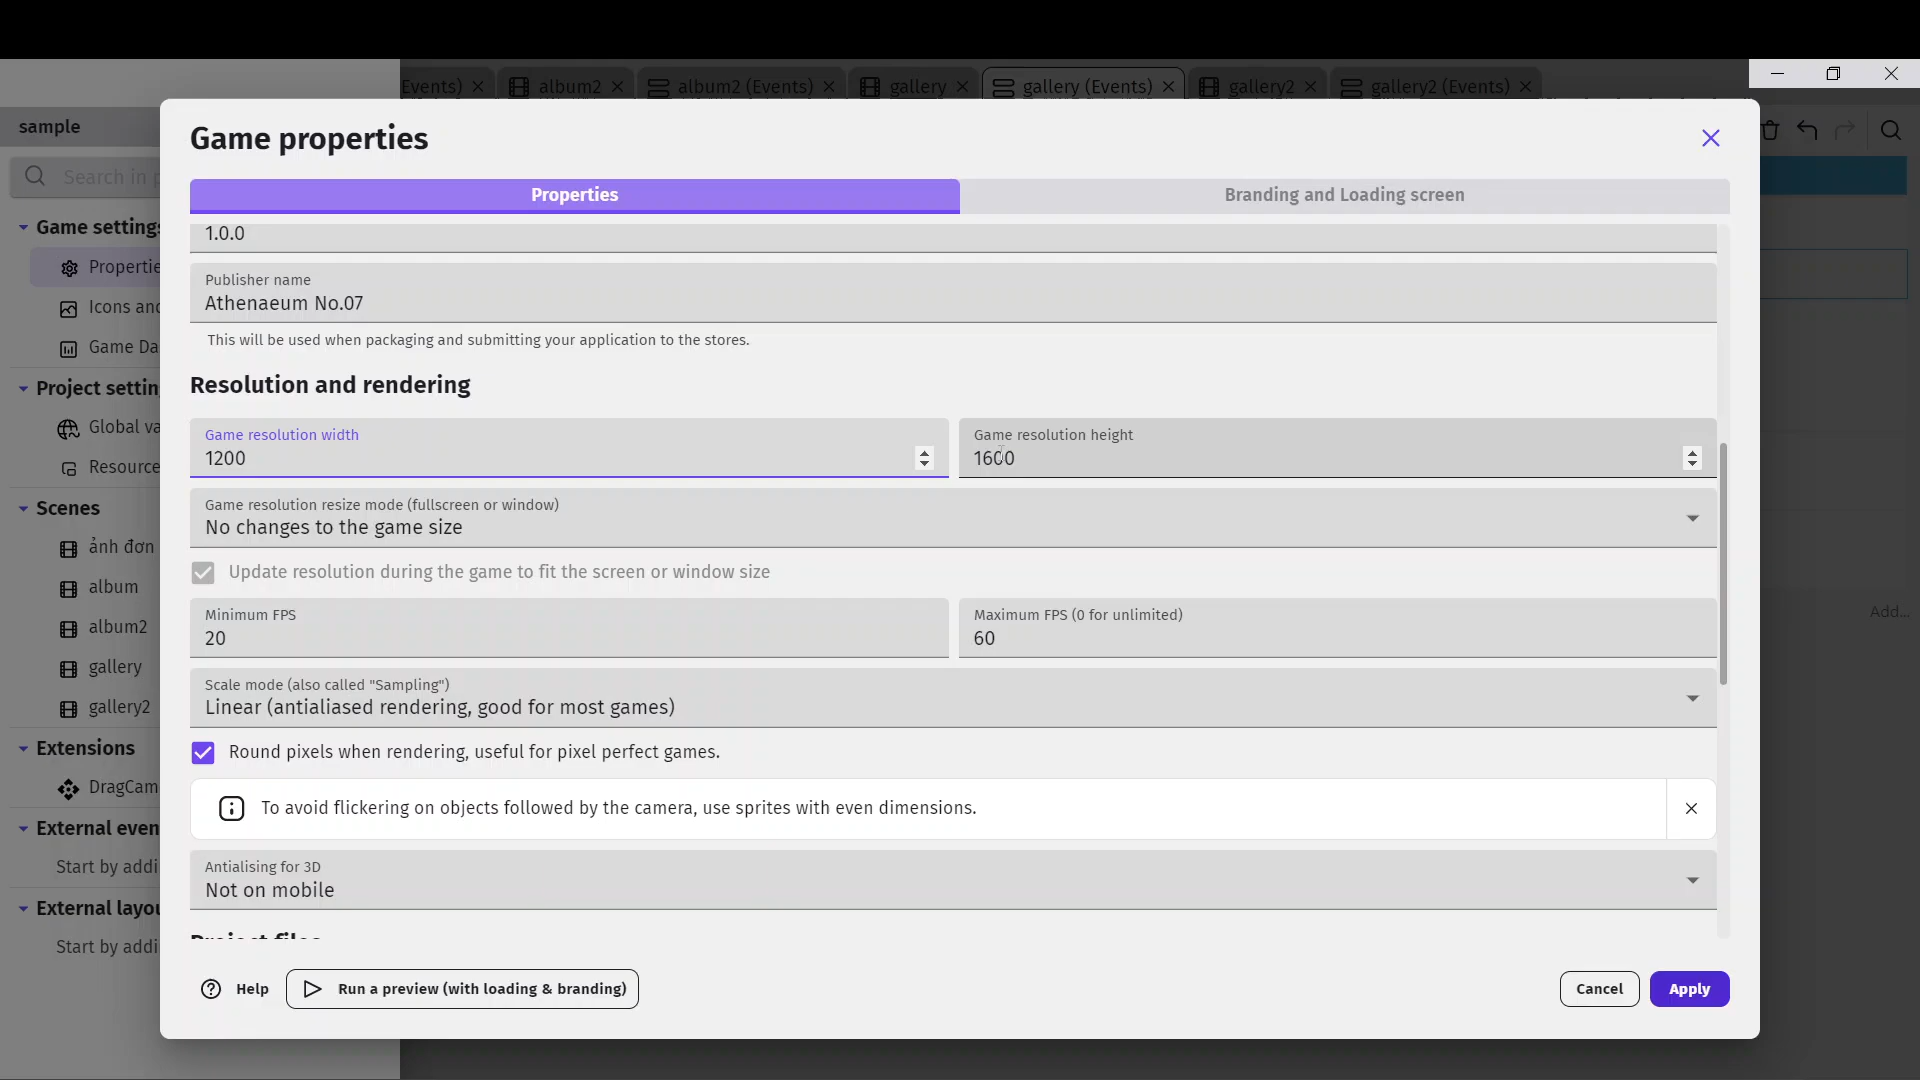 Events)
album2
album2 (Events)
gallery
gallery (Events)
gallery2
gallery2 (Events)
sample
Search in p
Game settings
Properties
Icons and
Game Da
Project settin
Global va
Resource
Scenes
ảnh đơn
album
album2
gallery
gallery2
Extensions
DragCam
External even
Start by addi
External layou
Start by addi
Game properties
Properties
Branding and Loading screen
1.0.0
Publisher name
Athenaeum No.07
This will be used when packaging and submitting your application to the stores.
Resolution and rendering
Game resolution width
1200
Game resolution height
1600
Game resolution resize mode (fullscreen or window)
No changes to the game size
Update resolution during the game to fit the screen or window size
Minimum FPS
20
Maximum FPS (0 for unlimited)
60
Scale mode (also called "Sampling")
Linear (antialiased rendering, good for most games)
Round pixels when rendering, useful for pixel perfect games.
To avoid flickering on objects followed by the camera, use sprites with even dimensions.
Antialising for 3D
Not on mobile
Project files
Help
Run a preview (with loading & branding)
Cancel
Apply
Add...